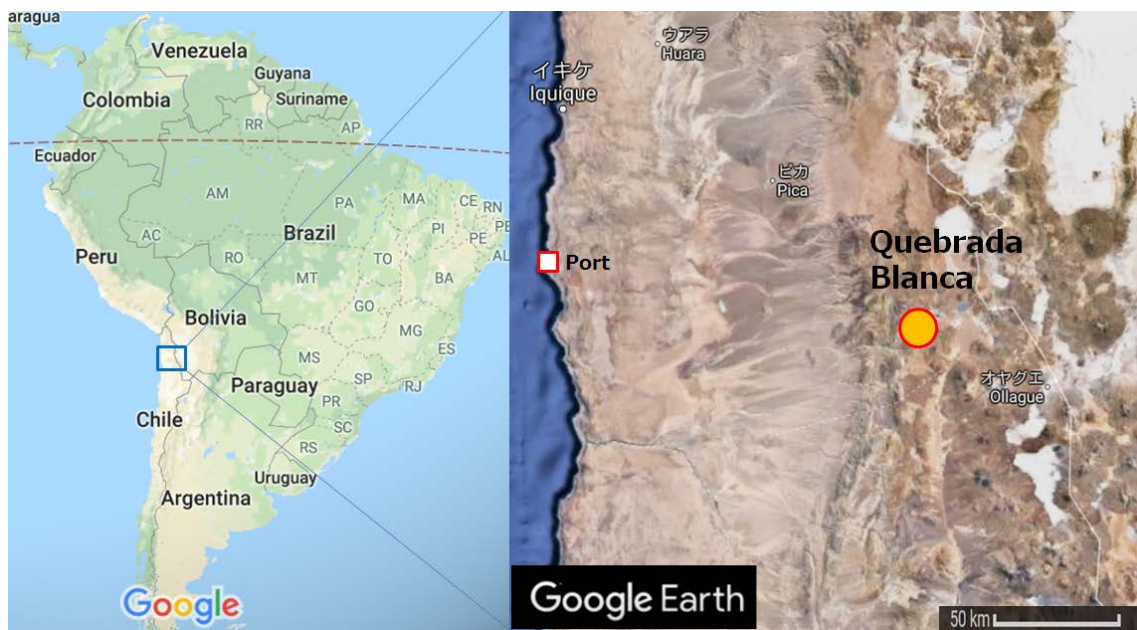 aragua
Venezuela
Guyana
Suriname
Colombia
RR
AP
Ecuador
AM
PA
MA
CE
RN
PI
PE
AC
AL
Brazil
TO
Peru
RO
MT
BA
GO
Bolivia
MG
MS
ES
SP
RJ
Paraguay
PR
Chile
SC
RS
Uruguay
Argentina
Google
ウアラ
Huara
イキケ
Iquique
ピカ
Pica
Quebrada
Blanca
Port
オヤグエ
Ollague
Google Earth
50 km